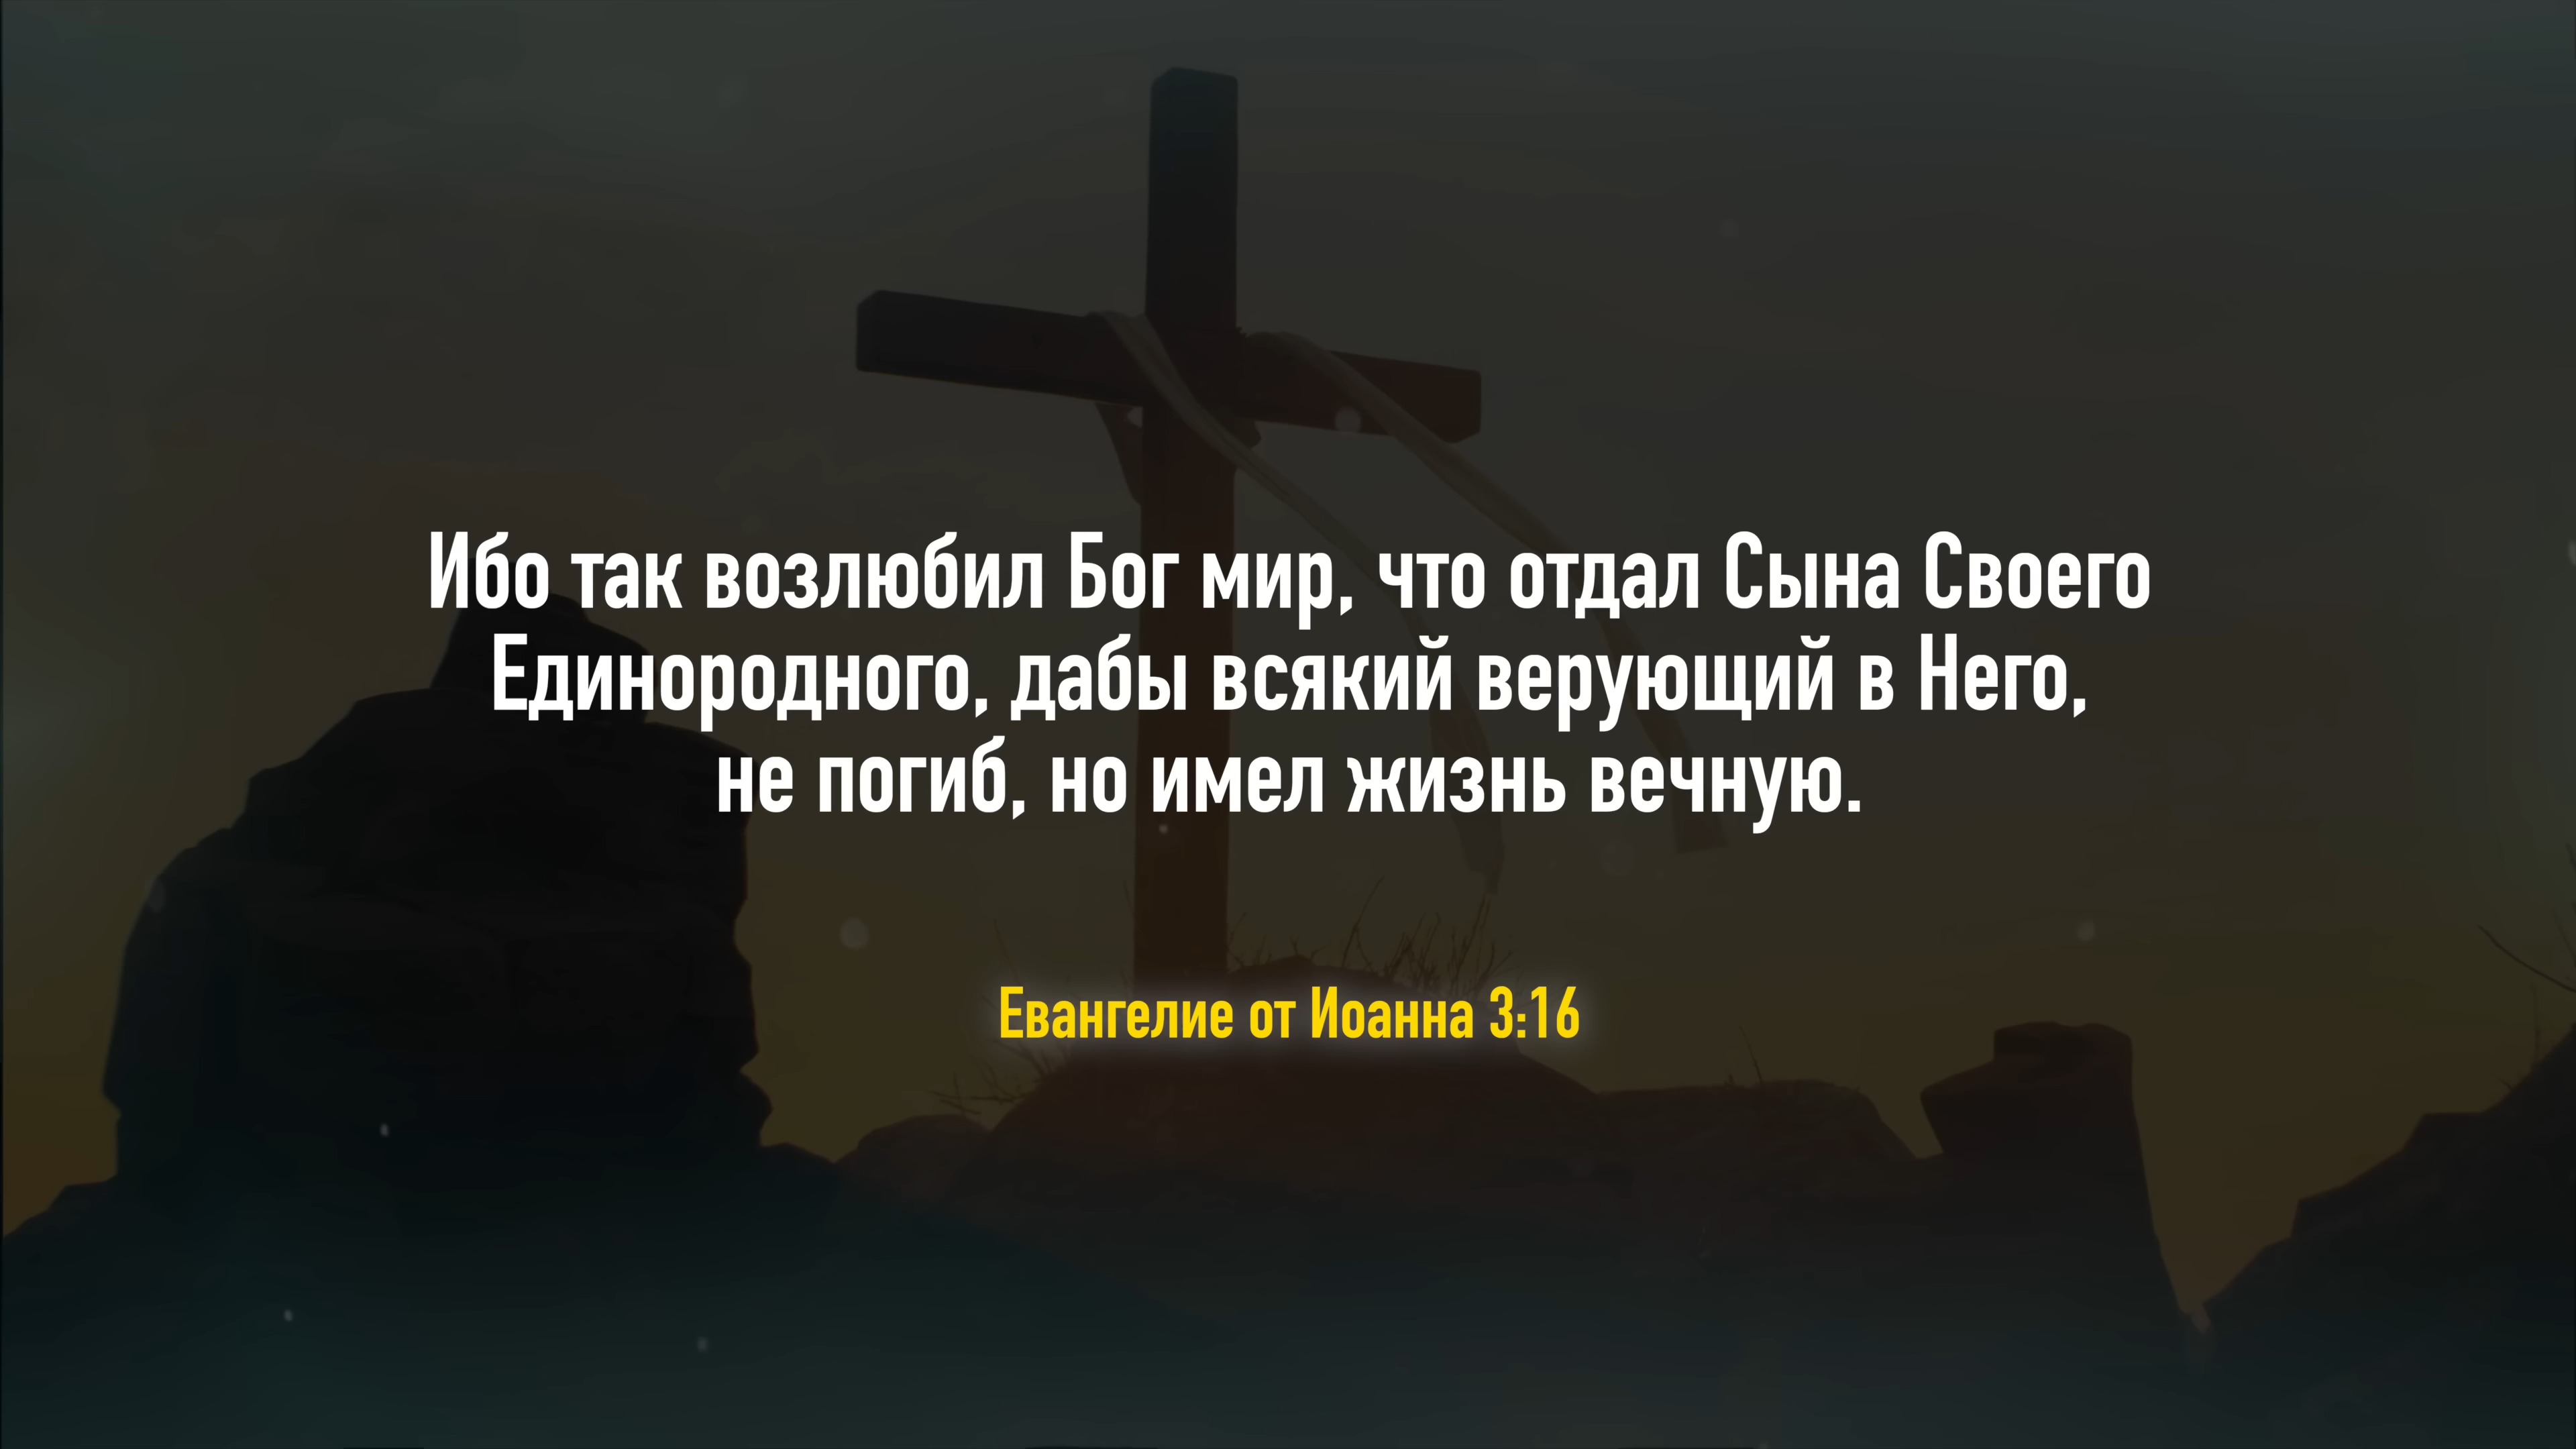 Ибо так возлюбил Бог мир, что отдал Сына Своего
Единородного, дабы всякий верующий в Него,
не погиб, но имел жизнь вечную.
Евангелие от Иоанна 3:16